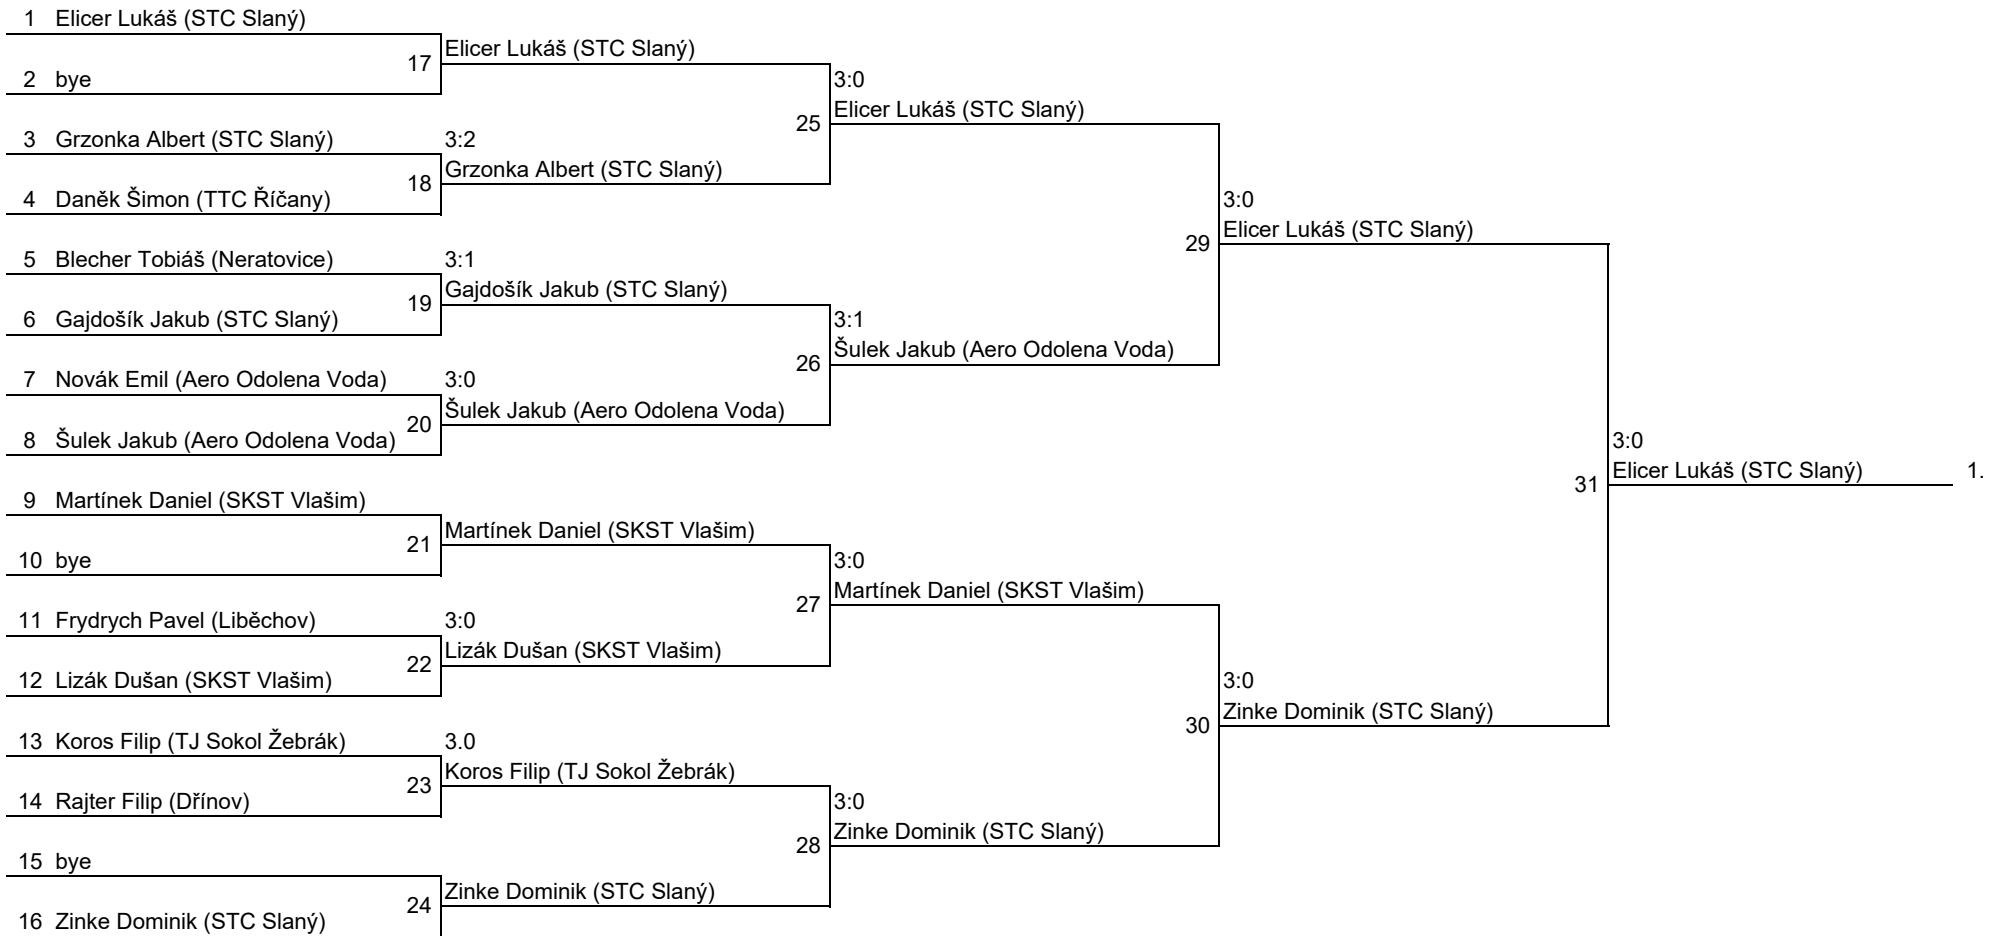 1 Elicer Lukáš (STC Slaný)
17 Elicer Lukáš (STC Slaný)
2 bye
3:0
25 Elicer Lukáš (STC Slaný)
3 Grzonka Albert (STC Slaný)
3:2
18 Grzonka Albert (STC Slaný)
4 Daněk Šimon (TTC Říčany)
3:0
29 Elicer Lukáš (STC Slaný)
5 Blecher Tobiáš (Neratovice)
3:1
19 Gajdošík Jakub (STC Slaný)
6 Gajdošík Jakub (STC Slaný)
3:1
26 Šulek Jakub (Aero Odolena Voda)
7 Novák Emil (Aero Odolena Voda)
3:0
20 Šulek Jakub (Aero Odolena Voda)
8 Šulek Jakub (Aero Odolena Voda)
3:0
31 Elicer Lukáš (STC Slaný) 1.
9 Martínek Daniel (SKST Vlašim)
21 Martínek Daniel (SKST Vlašim)
10 bye
3:0
27 Martínek Daniel (SKST Vlašim)
11 Frydrych Pavel (Liběchov)
3:0
22 Lizák Dušan (SKST Vlašim)
12 Lizák Dušan (SKST Vlašim)
3:0
30 Zinke Dominik (STC Slaný)
13 Koros Filip (TJ Sokol Žebrák)
3.0
23 Koros Filip (TJ Sokol Žebrák)
14 Rajter Filip (Dřínov)
3:0
28 Zinke Dominik (STC Slaný)
15 bye
24 Zinke Dominik (STC Slaný)
16 Zinke Dominik (STC Slaný)